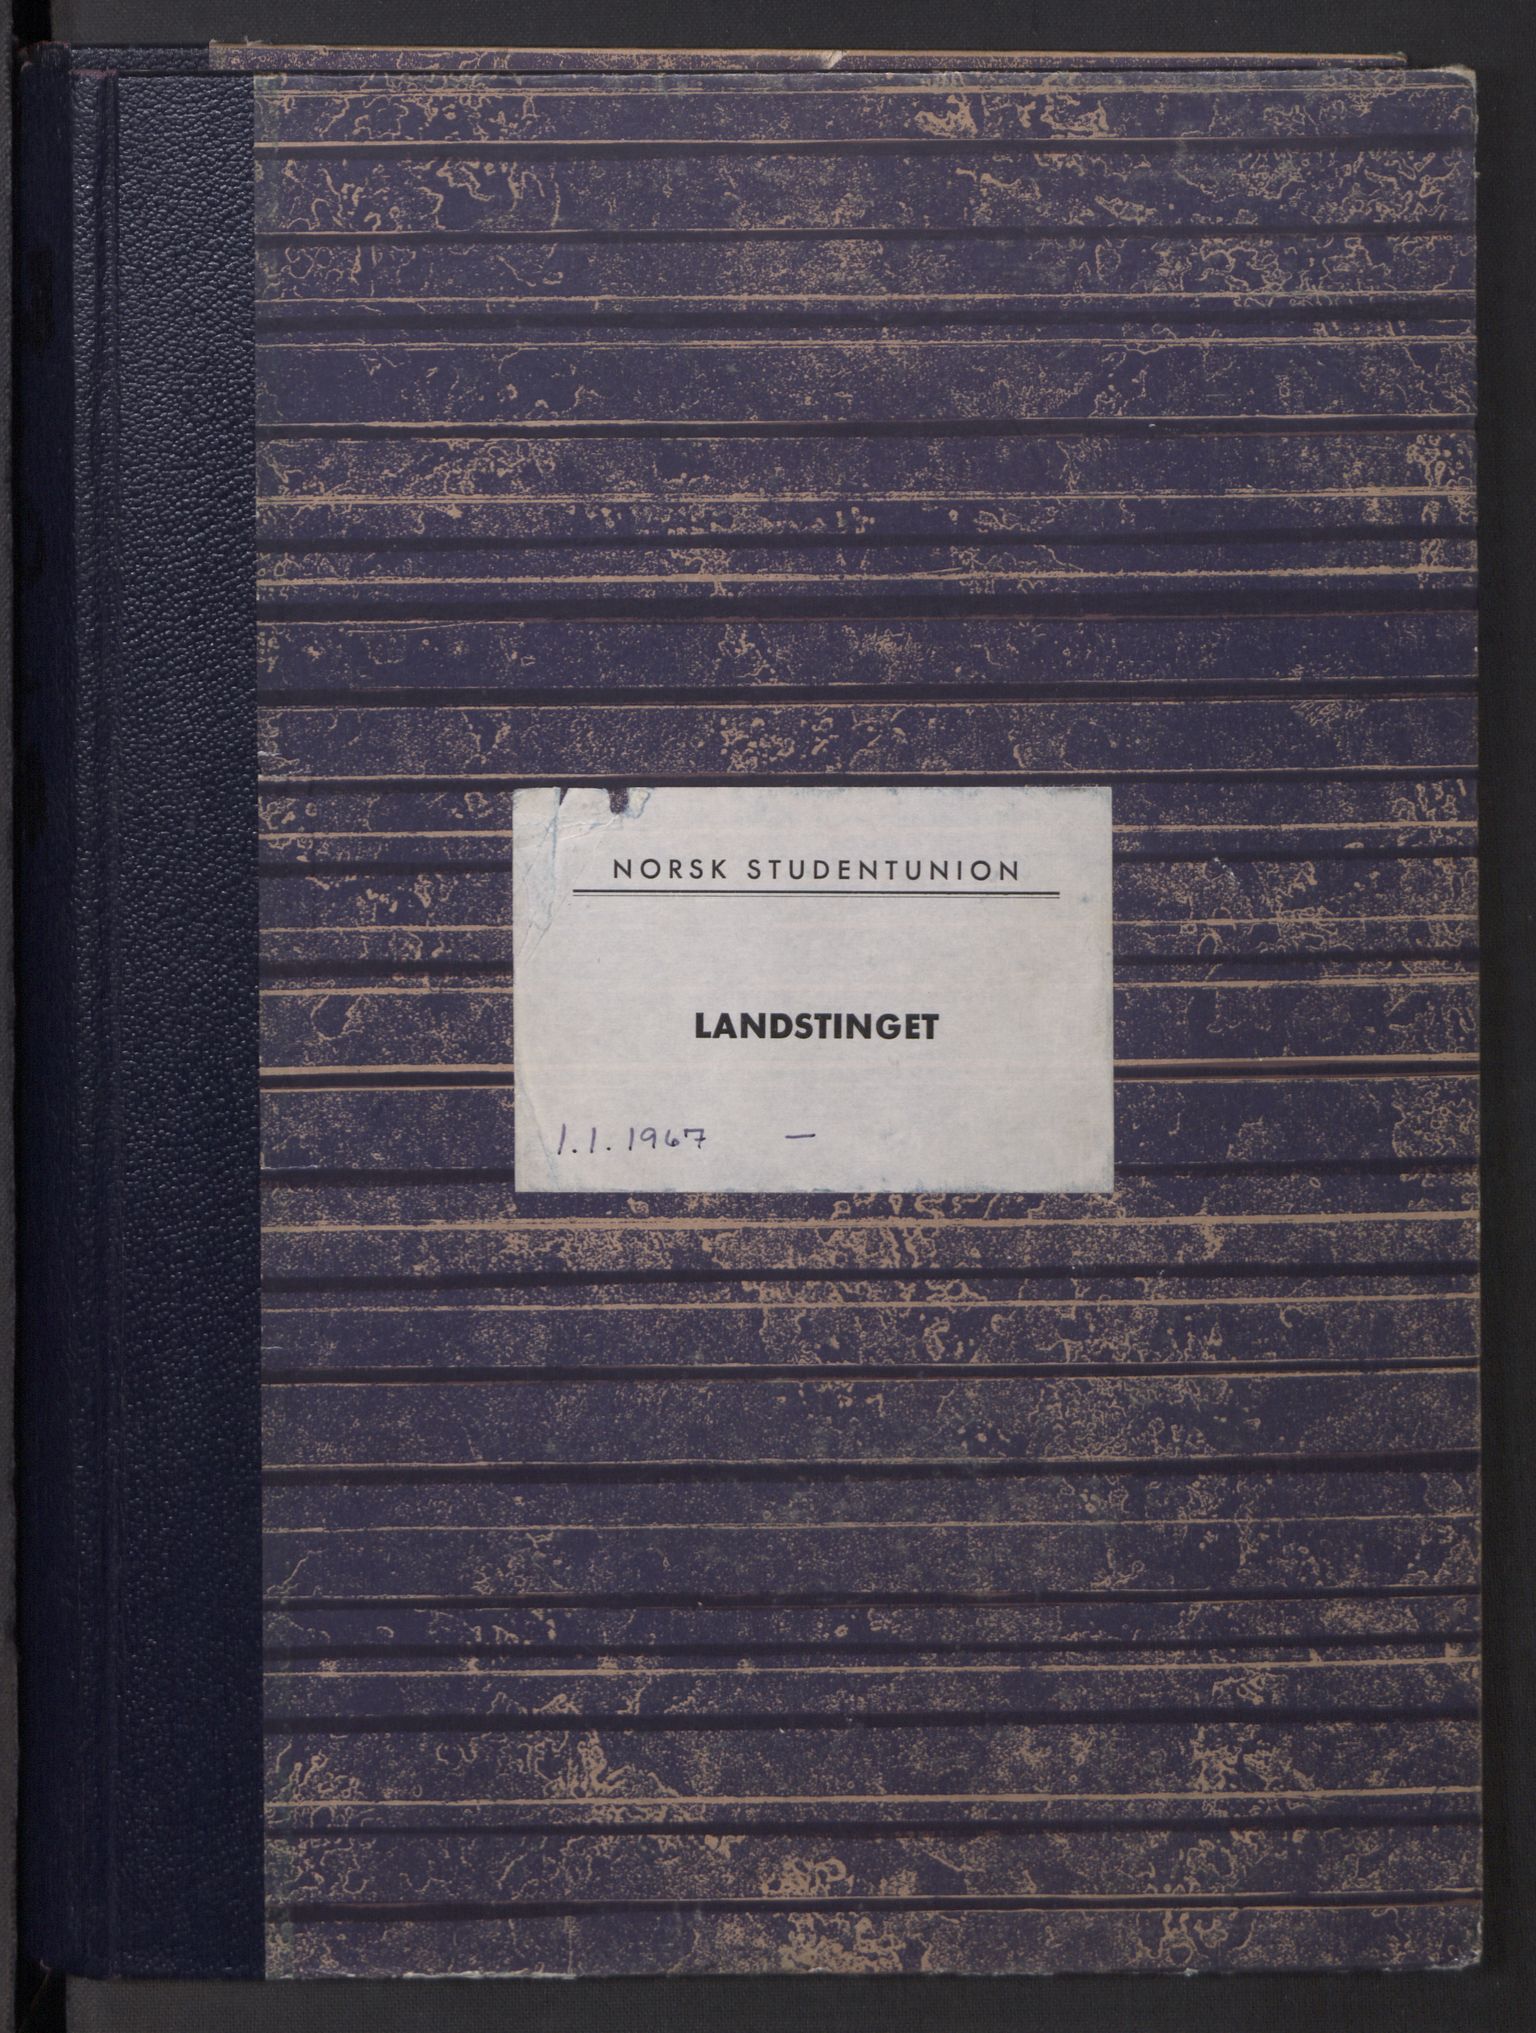 NORSK STUDENTUNION
LANDSTINGET
1.1.1967 –